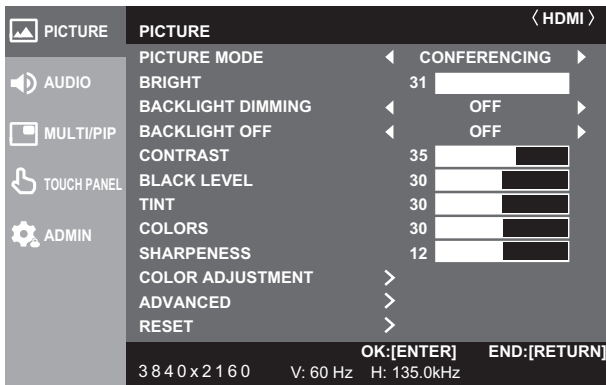 〈 HDMI 〉
PICTURE PICTURE
PICTURE MODE CONFERENCING
AUDIO BRIGHT 31
BACKLIGHT DIMMING OFF
MULTI/PIP BACKLIGHT OFF OFF
CONTRAST 35
TOUCH PANEL BLACK LEVEL 30
TINT 30
ADMIN COLORS 30
SHARPENESS 12
COLOR ADJUSTMENT
ADVANCED
RESET
OK:[ENTER] END:[RETURN]
3840x2160 V: 60 Hz H: 135.0kHz